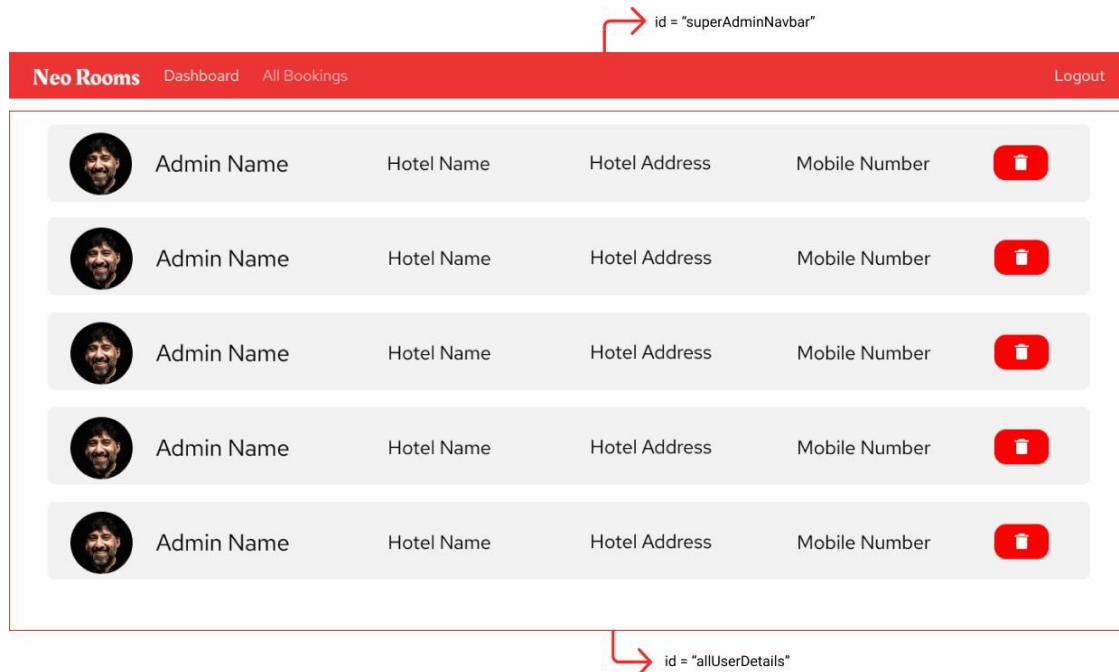 id = “superAdminNavbar”
Neo Rooms Dashboard All Bookings Logout
Admin Name Hotel Name Hotel Address Mobile Number
Admin Name Hotel Name Hotel Address Mobile Number
Admin Name Hotel Name Hotel Address Mobile Number
Admin Name Hotel Name Hotel Address Mobile Number
Admin Name Hotel Name Hotel Address Mobile Number
id = “allUserDetails”